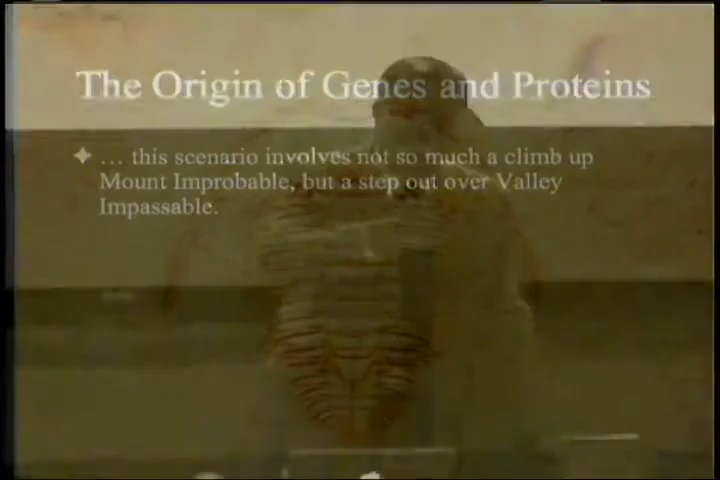 The Origin of Genes and Proteins
… this scenario involves not so much a climb up
Mount Improbable, but a step out over Valley
Impassable.